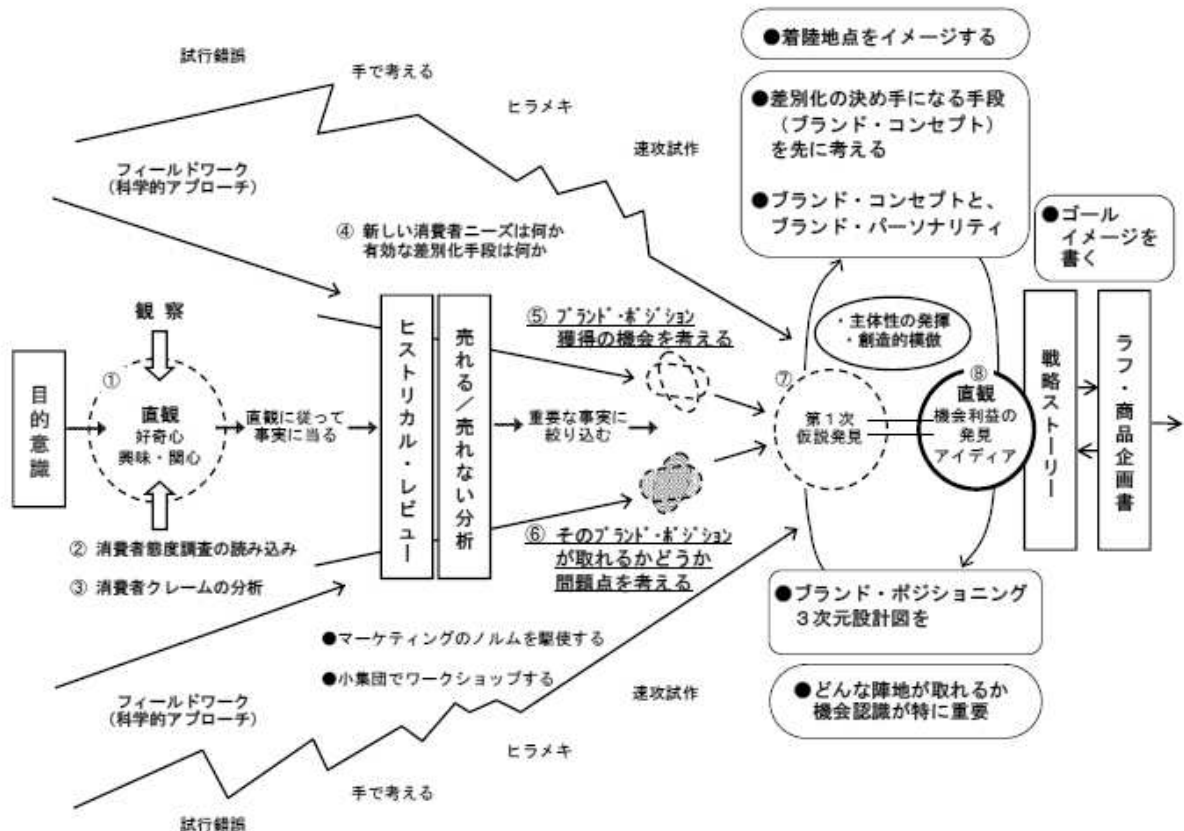 ●着陸地点をイメージする
試行錯誤
手で考える
ヒラメキ
速攻試作
●差別化の決め手になる手段
（ブランド・コンセプト）
を先に考える
●ブランド・コンセプトと、
ブランド・パーソナリティ
フィールドワーク
(科学的アプローチ)
④ 新しい消費者ニーズは何か
有効な差別化手段は何か
●ゴール
イメージを
書く
観 察
目的意識
①
直観
好奇心
興味・関心
直観に従って
事実に当る
ヒストリカル・レビュー
売れる／売れない分析
⑤ ﾌﾞﾗﾝﾄﾞ･ﾎﾟｼﾞｼｮﾝ
獲得の機会を考える
重要な事実に
絞り込む
・主体性の発揮
・創造的模倣
⑦
第１次
仮説発見
⑧
直観
機会利益の
発見
アイディア
戦略ストーリー
ラフ・商品企画書
② 消費者態度調査の読み込み
③ 消費者クレームの分析
⑥ そのﾌﾞﾗﾝﾄﾞ･ﾎﾟｼﾞｼｮﾝ
が取れるかどうか
問題点を考える
●ブランド・ポジショニング
３次元設計図を
●マーケティングのノルムを駆使する
●小集団でワークショップする
フィールドワーク
(科学的アプローチ)
速攻試作
●どんな陣地が取れるか
機会認識が特に重要
ヒラメキ
手で考える
試行錯誤